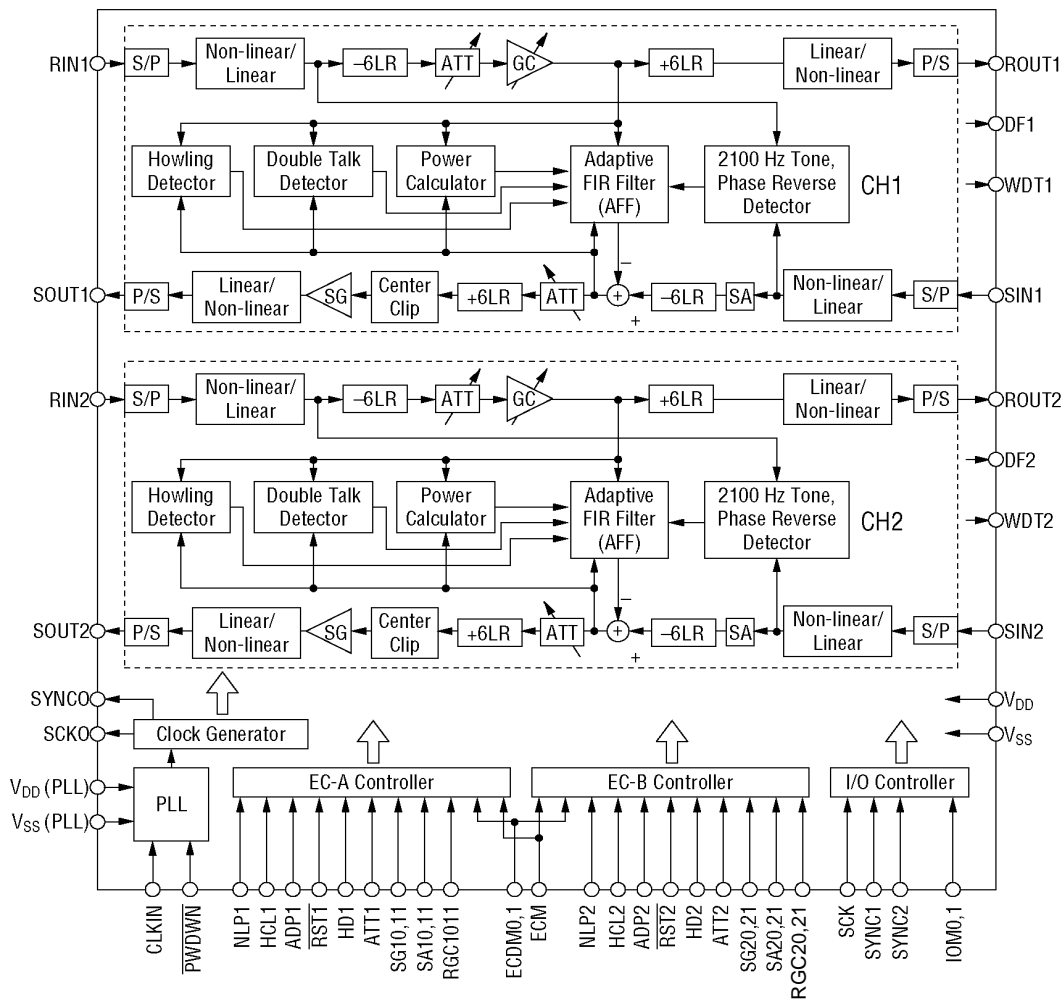 RIN1 S/P Non-linear/ Linear –6LR ATT GC +6LR Linear/ Non-linear P/S ROUT1
DF1
Howling Detector
Double Talk Detector
Power Calculator
Adaptive FIR Filter (AFF)
2100 Hz Tone, Phase Reverse Detector
CH1
WDT1
–
SOUT1 P/S Linear/ Non-linear SG Center Clip +6LR ATT + + –6LR SA Non-linear/ Linear S/P SIN1
RIN2 S/P Non-linear/ Linear –6LR ATT GC +6LR Linear/ Non-linear P/S ROUT2
DF2
Howling Detector
Double Talk Detector
Power Calculator
Adaptive FIR Filter (AFF)
2100 Hz Tone, Phase Reverse Detector
CH2
WDT2
–
SOUT2 P/S Linear/ Non-linear SG Center Clip +6LR ATT + + –6LR SA Non-linear/ Linear S/P SIN2
SYNCO
VDD
SCKO
Clock Generator
VSS
VDD (PLL)
PLL
EC-A Controller
EC-B Controller
I/O Controller
VSS (PLL)
CLKIN
PWDWN
NLP1
HCL1
ADP1
RST1
HD1
ATT1
SG10,11
SA10,11
RGC1011
ECDM0,1
ECM
NLP2
HCL2
ADP2
RST2
HD2
ATT2
SG20,21
SA20,21
RGC20,21
SCK
SYNC1
SYNC2
IOM0,1